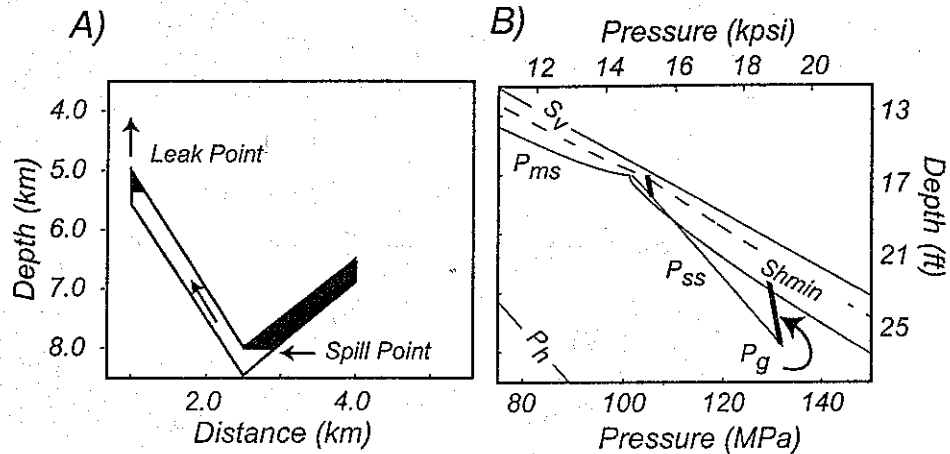 A)
4.0
5.0
6.0
7.0
8.0
Depth (km)
Leak Point
Spill Point
2.0 4.0
Distance (km)
B)
Pressure (kpsi)
12 14 16 18 20
Sv
Pms
Pss
Shmin
Ph
Pg
13
17
21
25
Depth (ft)
80 100 120 140
Pressure (MPa)